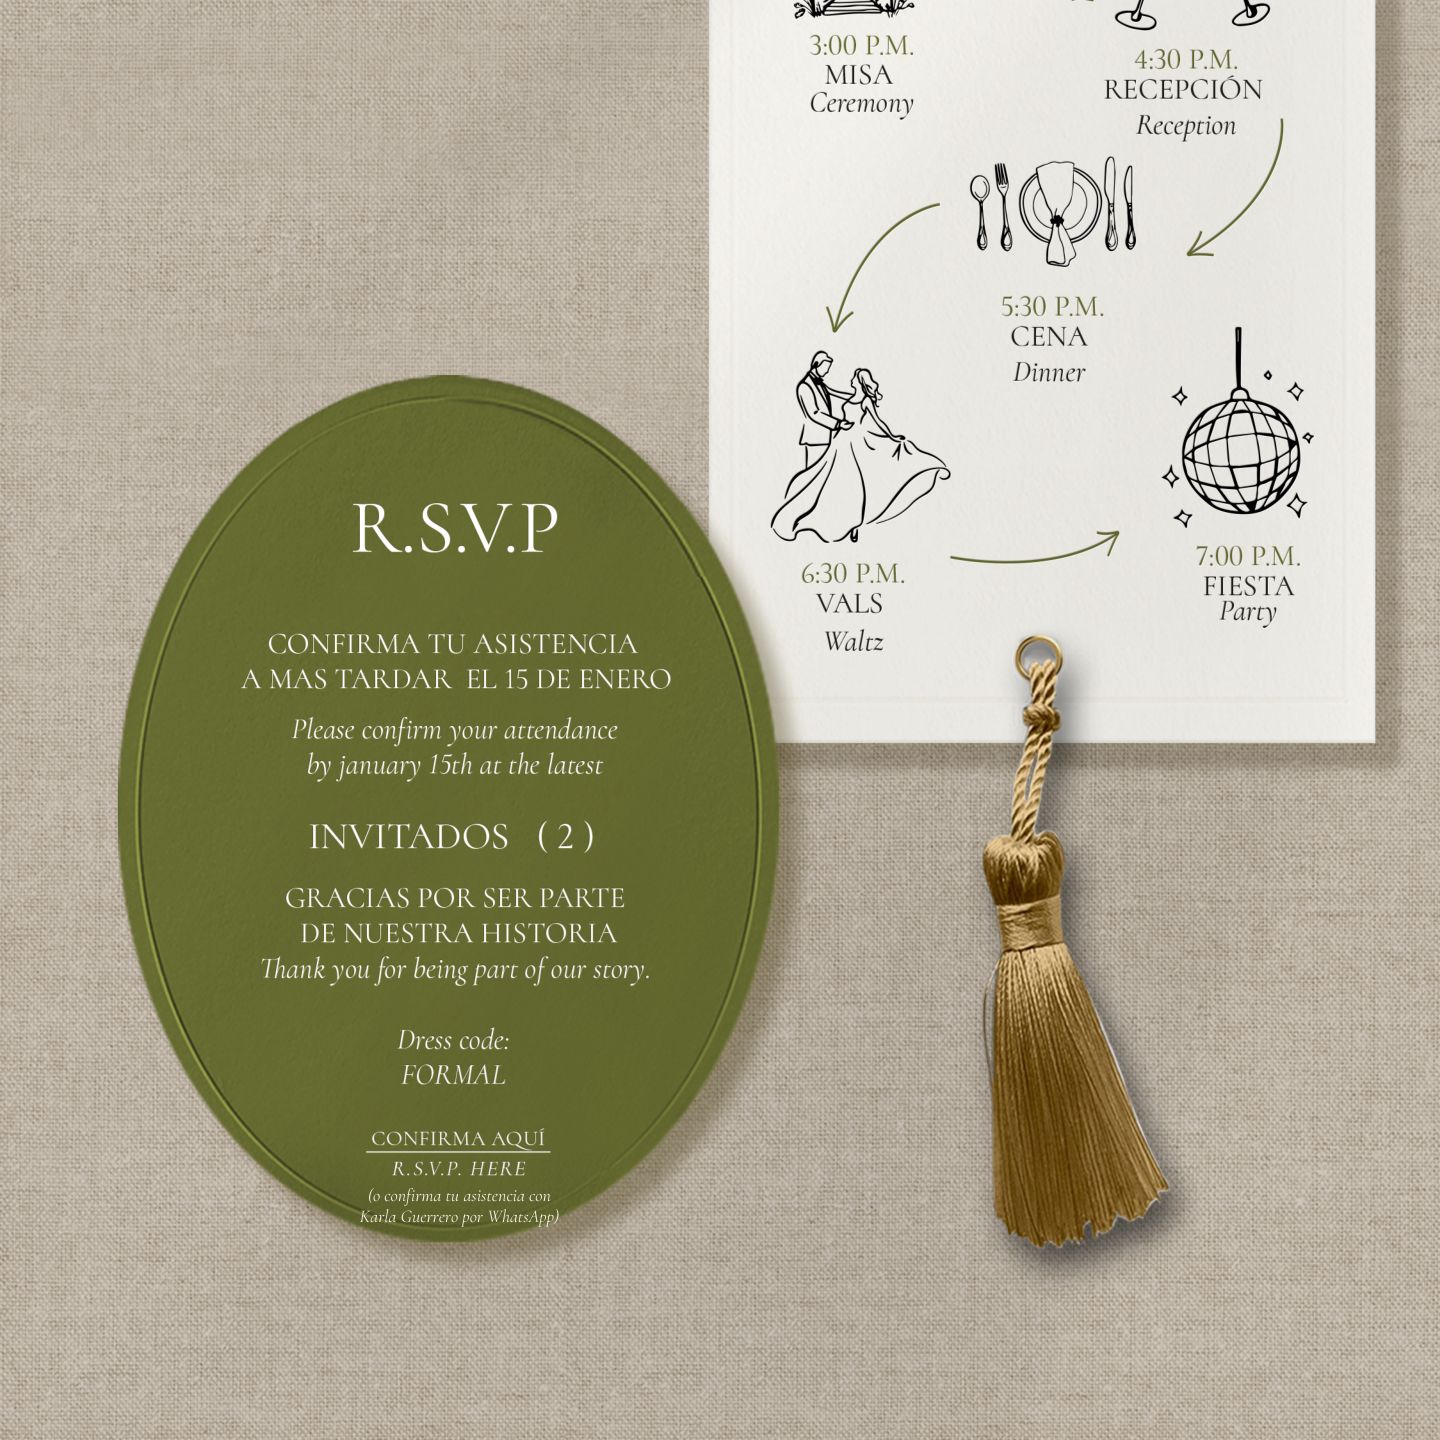 3:00 P.M.
MISA
Ceremony
4:30 P.M.
RECEPCIÓN
Reception
5:30 P.M.
CENA
Dinner
6:30 P.M.
VALS
Waltz
7:00 P.M.
FIESTA
Party
R.S.V.P
CONFIRMA TU ASISTENCIA
A MAS TARDAR EL 15 DE ENERO
Please confirm your attendance
by january 15th at the latest
INVITADOS ( 2 )
GRACIAS POR SER PARTE
DE NUESTRA HISTORIA
Thank you for being part of our story.
Dress code:
FORMAL
CONFIRMA AQUÍ
R.S.V.P. HERE
(o confirma tu asistencia con
Karla Guerrero por WhatsApp)